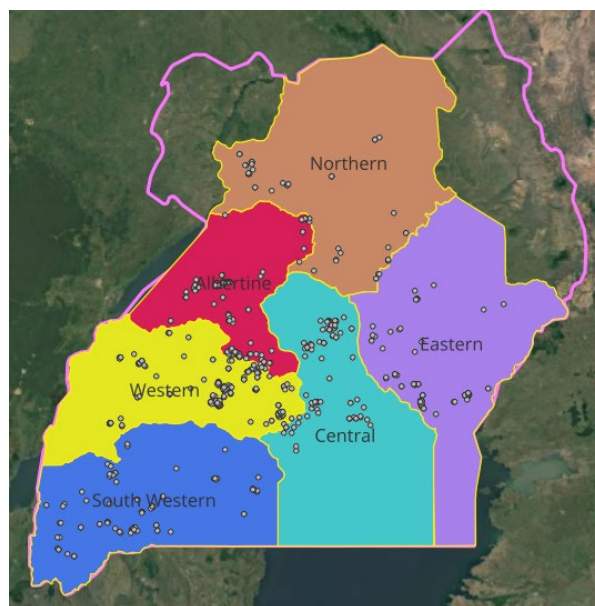 Northern
Albertine
Eastern
Western
Central
South Western